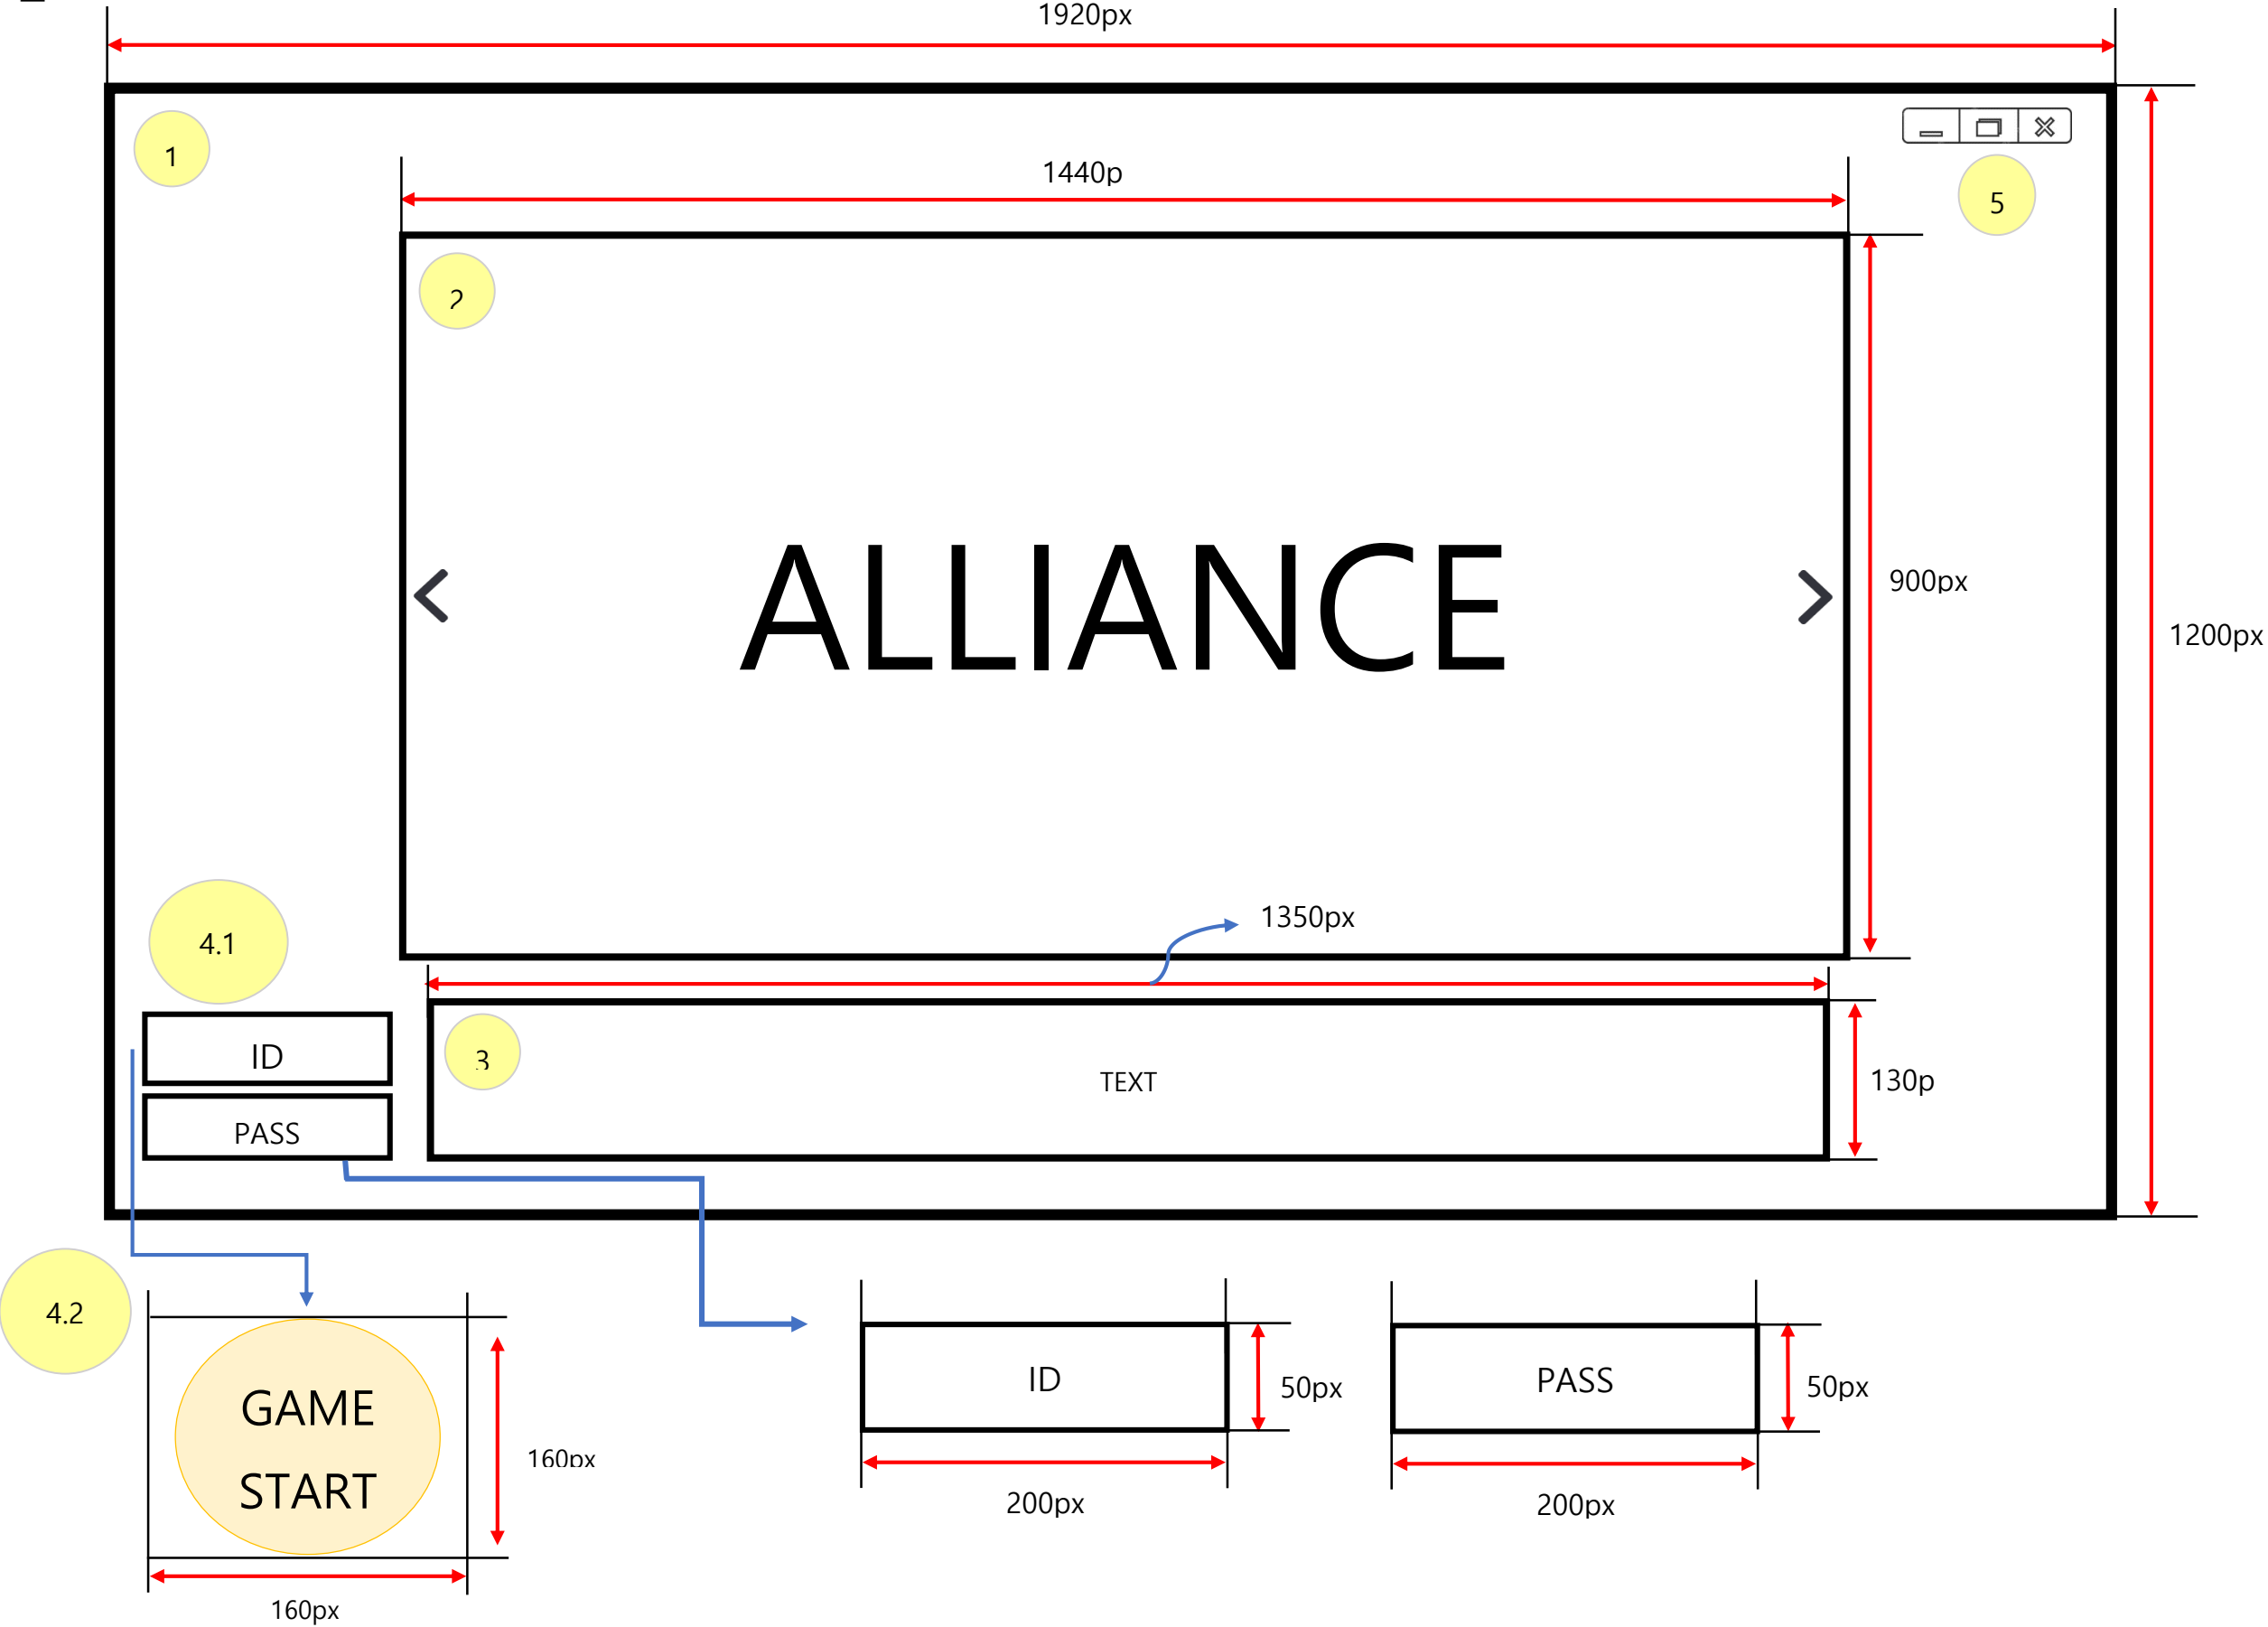 1920px
1
5
1440p
2
ALLIANCE
900px
1200px
4.1
1350px
ID
3
TEXT
130p
PASS
4.2
GAME
START
160px
160px
ID
50px
200px
PASS
50px
200px